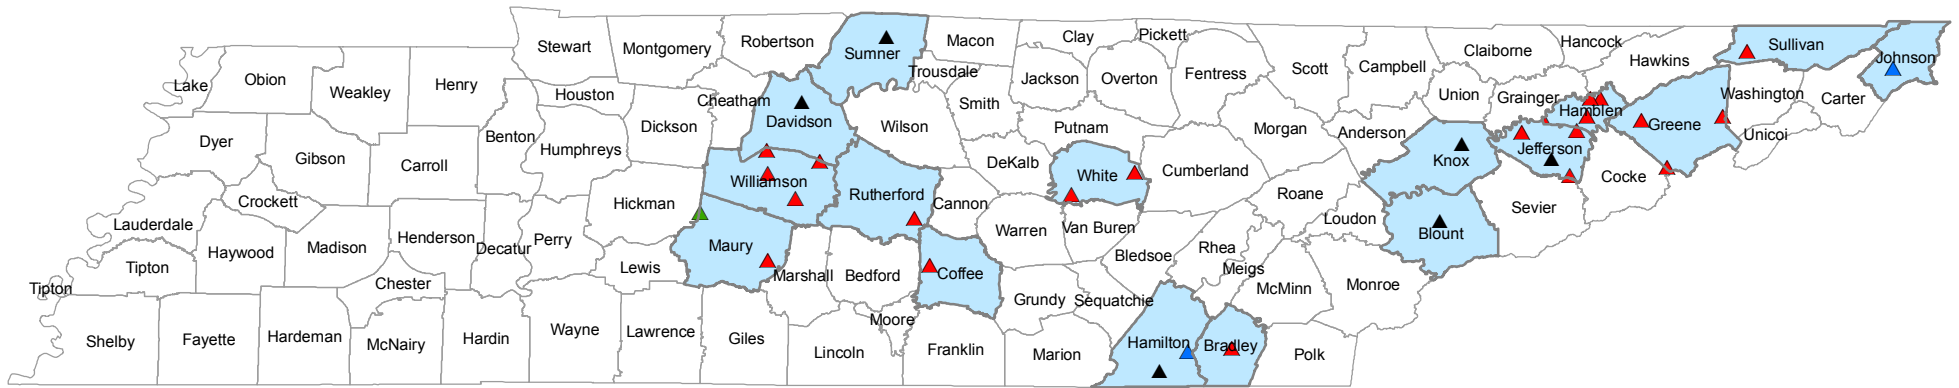 Stewart
Montgomery
Robertson
Sumner
Macon
Clay
Pickett
Claiborne
Hancock
Hawkins
Sullivan
Johnson
Lake
Obion
Weakley
Henry
Houston
Cheatham
Trousdale
Jackson
Overton
Fentress
Scott
Campbell
Union
Grainger
Hamblen
Washington
Carter
Unicoi
Greene
Dyer
Gibson
Carroll
Benton
Humphreys
Dickson
Davidson
Wilson
Smith
Putnam
Morgan
Anderson
Knox
Jefferson
Cocke
Sevier
Crockett
Lauderdale
Haywood
Madison
Henderson
Decatur
Perry
Hickman
Williamson
Rutherford
Cannon
DeKalb
White
Cumberland
Roane
Loudon
Blount
Tipton
Tipton
Chester
Lewis
Maury
Marshall
Bedford
Coffee
Warren
Van Buren
Bledsoe
Rhea
Meigs
McMinn
Monroe
Shelby
Fayette
Hardeman
McNairy
Hardin
Wayne
Lawrence
Giles
Lincoln
Moore
Franklin
Grundy
Sequatchie
Marion
Hamilton
Bradley
Polk